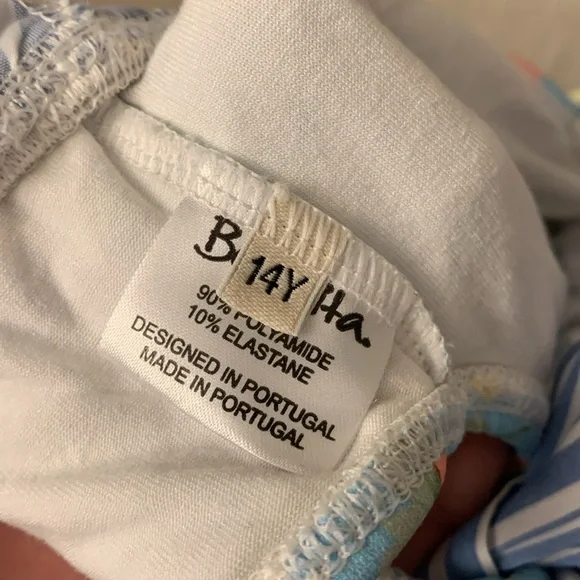 14Y
90% POLYAMIDE
10% ELASTANE
DESIGNED IN PORTUGAL
MADE IN PORTUGAL